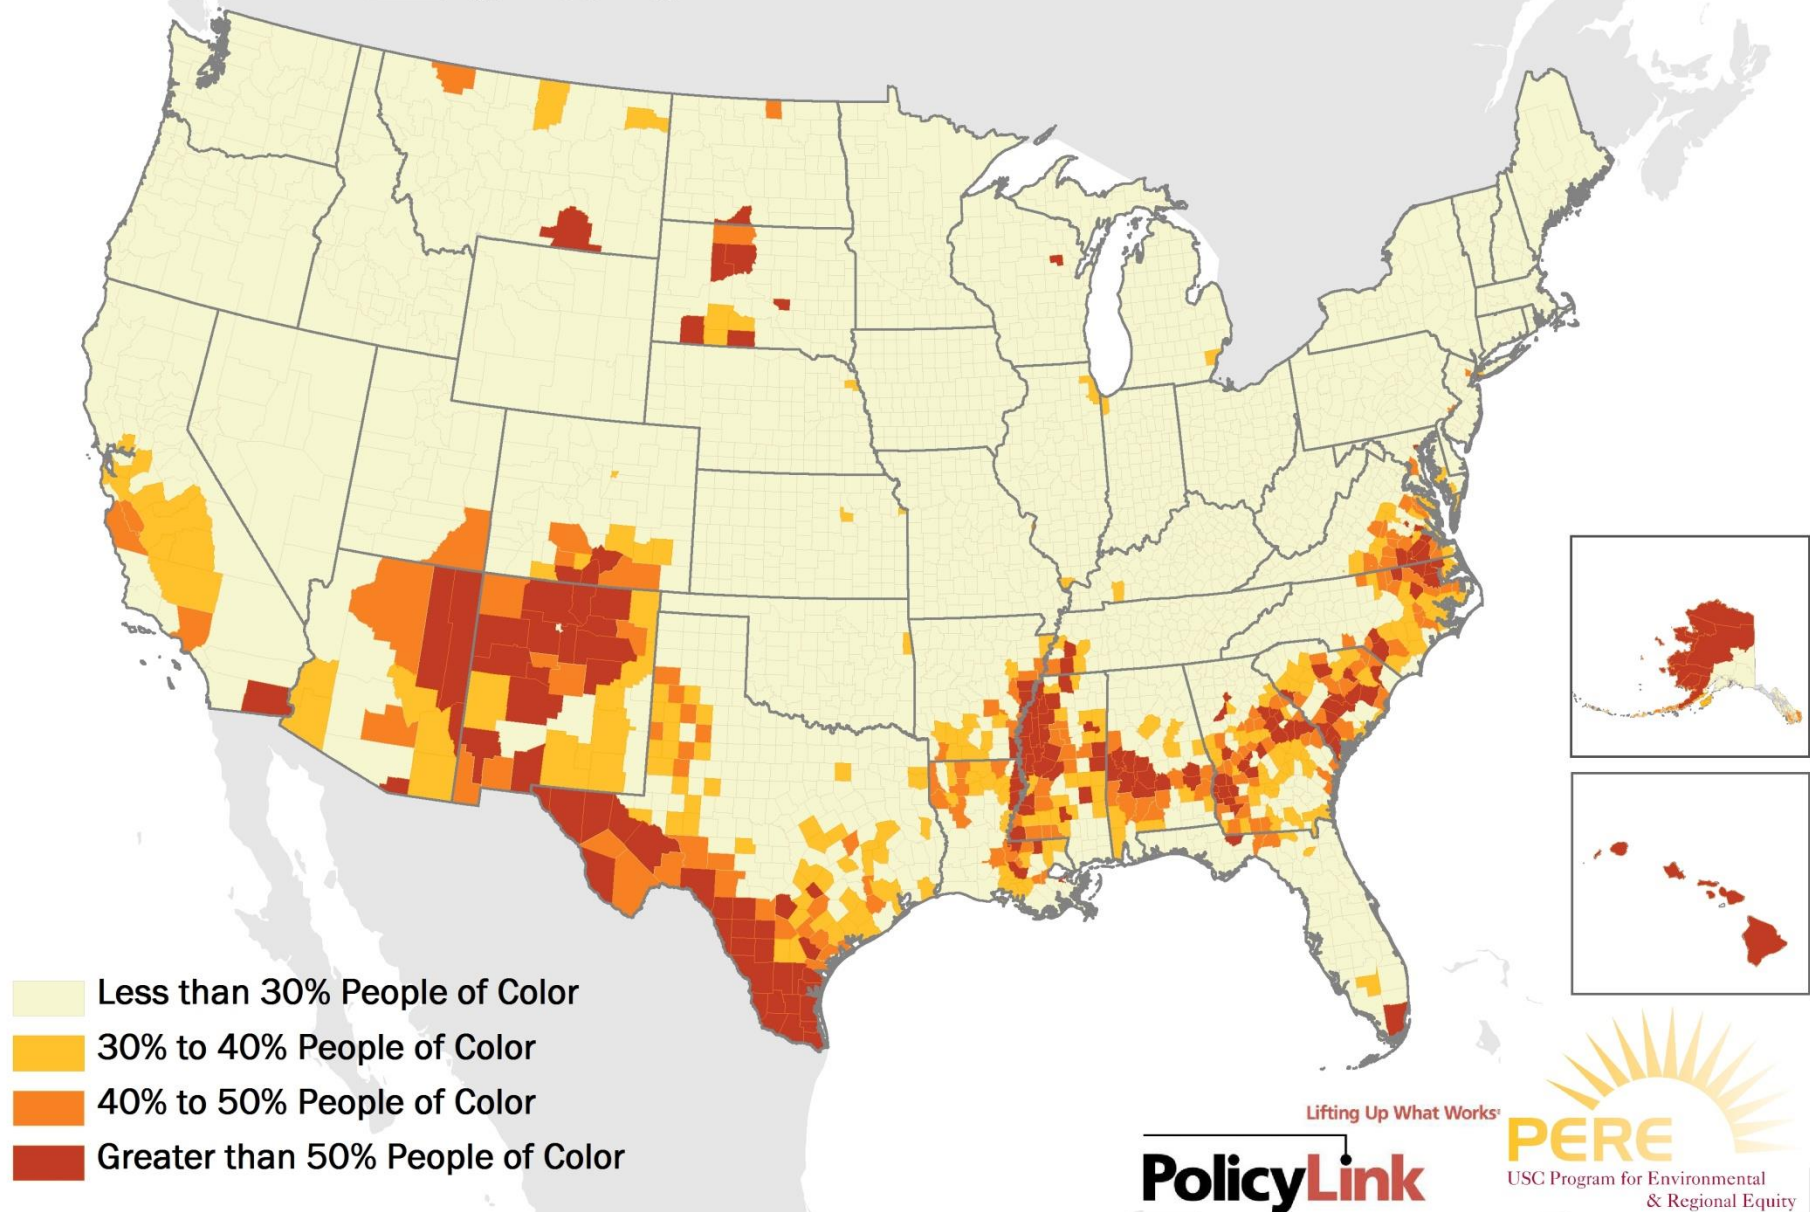 Less than 30% People of Color
30% to 40% People of Color
40% to 50% People of Color
Greater than 50% People of Color
Lifting Up What Works
PolicyLink
PERE
USC Program for Environmental
& Regional Equity